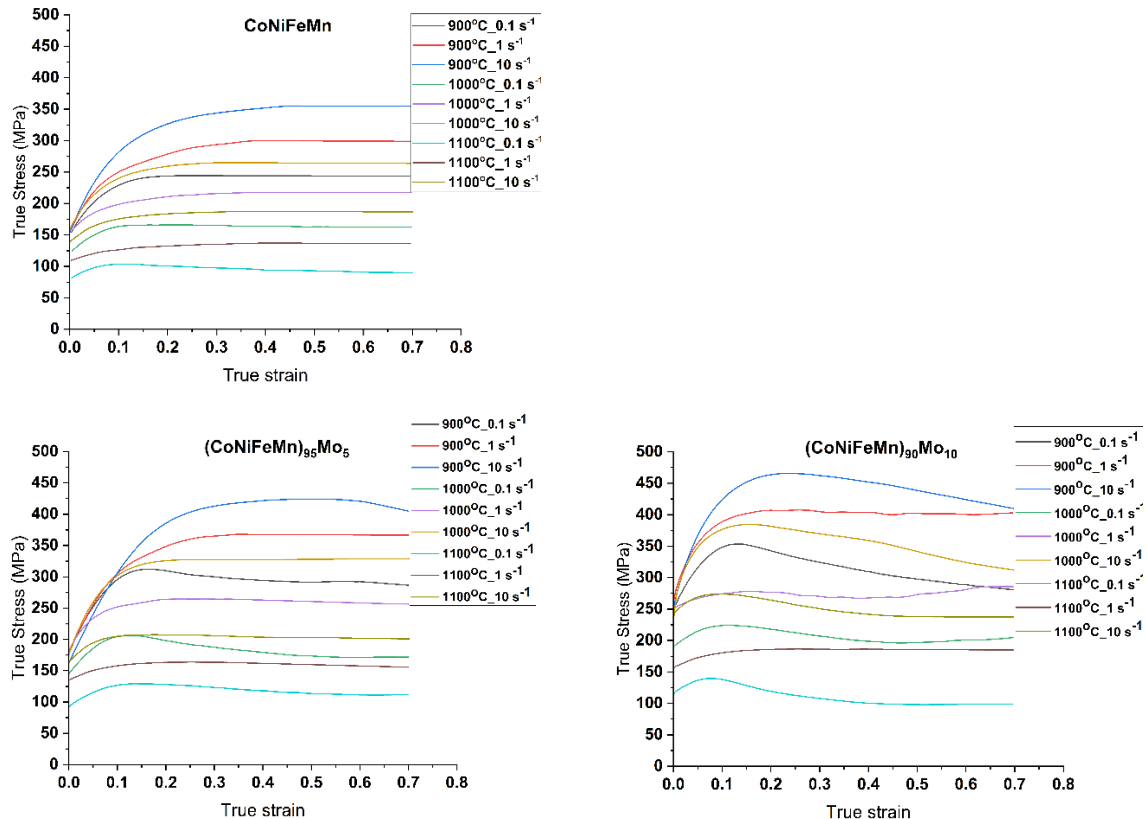 CoNiFeMn
900°C_0.1 s⁻¹
900°C_1 s⁻¹
900°C_10 s⁻¹
1000°C_0.1 s⁻¹
1000°C_1 s⁻¹
1000°C_10 s⁻¹
1100°C_0.1 s⁻¹
1100°C_1 s⁻¹
1100°C_10 s⁻¹
True Stress (MPa)
500
450
400
350
300
250
200
150
100
50
0
0.0 0.1 0.2 0.3 0.4 0.5 0.6 0.7 0.8
True strain
(CoNiFeMn)₉₅Mo₅
900°C_0.1 s⁻¹
900°C_1 s⁻¹
900°C_10 s⁻¹
1000°C_0.1 s⁻¹
1000°C_1 s⁻¹
1000°C_10 s⁻¹
1100°C_0.1 s⁻¹
1100°C_1 s⁻¹
1100°C_10 s⁻¹
True Stress (MPa)
500
450
400
350
300
250
200
150
100
50
0
0.0 0.1 0.2 0.3 0.4 0.5 0.6 0.7 0.8
True strain
(CoNiFeMn)₉₀Mo₁₀
900°C_0.1 s⁻¹
900°C_1 s⁻¹
900°C_10 s⁻¹
1000°C_0.1 s⁻¹
1000°C_1 s⁻¹
1000°C_10 s⁻¹
1100°C_0.1 s⁻¹
1100°C_1 s⁻¹
1100°C_10 s⁻¹
True Stress (MPa)
500
450
400
350
300
250
200
150
100
50
0
0.0 0.1 0.2 0.3 0.4 0.5 0.6 0.7 0.8
True strain